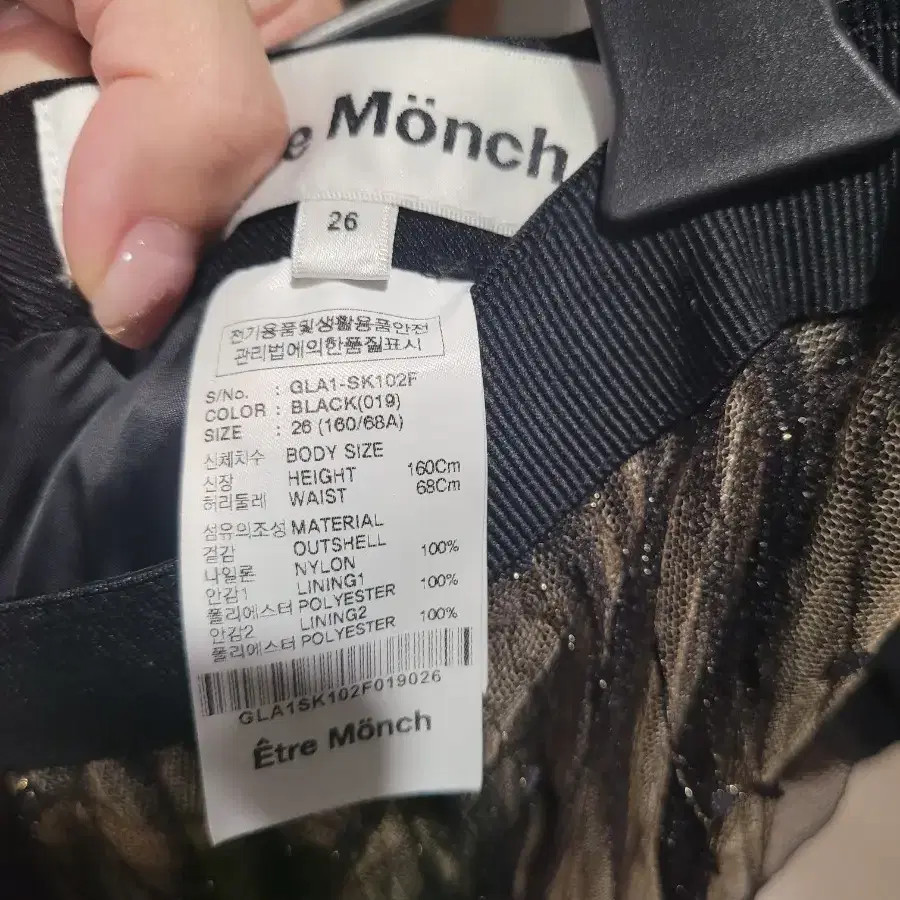 e Mönch
26
전기용품및생활용품안전
관리법에의한품질표시
S/No. : GLA1-SK102F
COLOR : BLACK(019)
SIZE : 26 (160/68A)
신체치수 BODY SIZE
신장 HEIGHT 160Cm
허리둘레 WAIST 68Cm
섬유의조성 MATERIAL
겉감 OUTSHELL
나일론 NYLON 100%
안감1 LINING1
폴리에스터 POLYESTER 100%
안감2 LINING2
폴리에스터 POLYESTER 100%
GLA1SK102F019026
Être Mönch